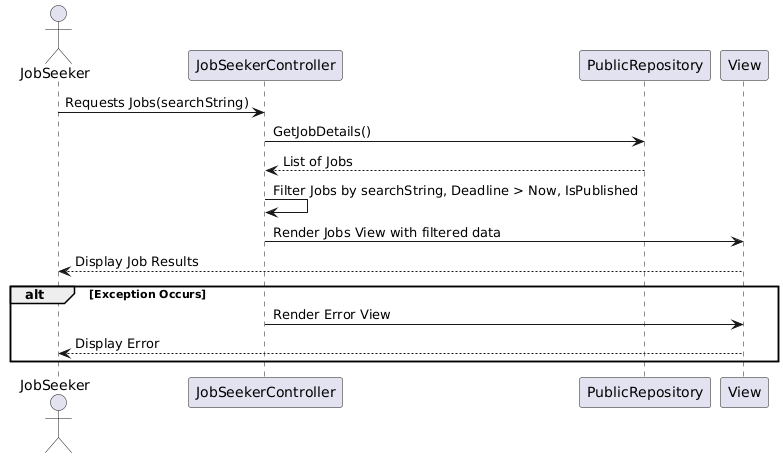 JobSeeker
JobSeekerController
PublicRepository
View
Requests Jobs(searchString)
GetJobDetails()
List of Jobs
Filter Jobs by searchString, Deadline > Now, IsPublished
Render Jobs View with filtered data
Display Job Results
alt
[Exception Occurs]
Render Error View
Display Error
JobSeeker
JobSeekerController
PublicRepository
View